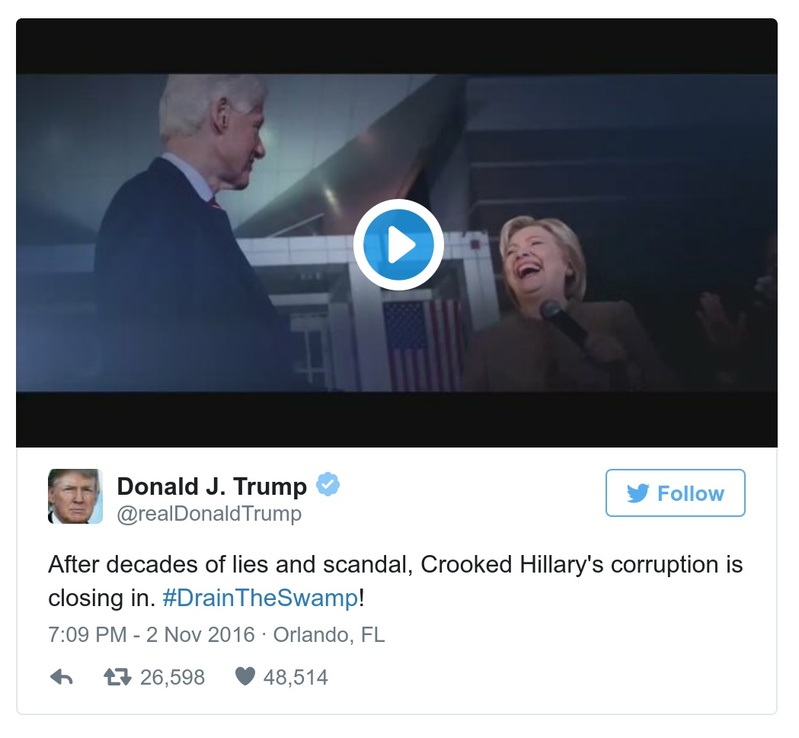 Donald J. Trump
@realDonaldTrump
Follow
After decades of lies and scandal, Crooked Hillary's corruption is
closing in. #DrainTheSwamp!
7:09 PM - 2 Nov 2016 · Orlando, FL
26,598 48,514